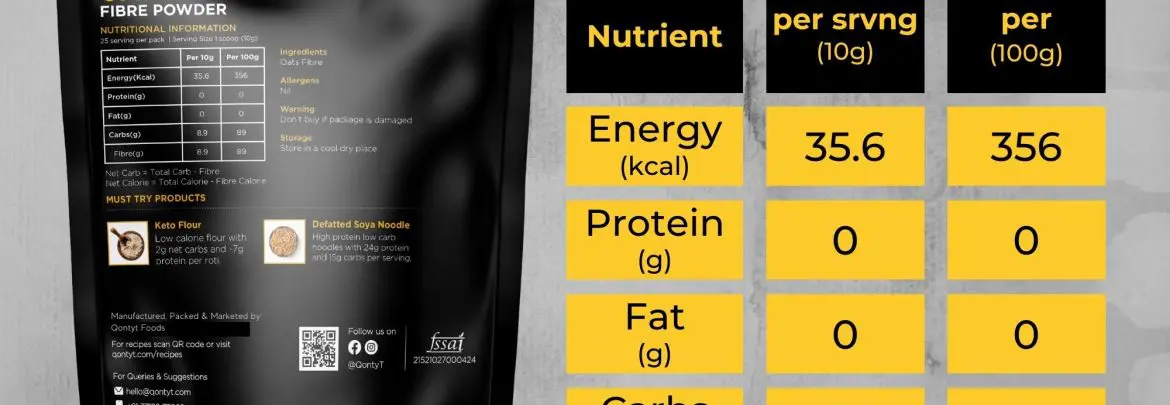 FIBRE POWDER
NUTRITIONAL INFORMATION
25 serving per pack | Serving Size 1 scoop (10g)
Nutrient Per 10g Per 100g
Energy(Kcal) 35.6 356
Protein(g) 0 0
Fat(g) 0 0
Carbs(g) 8.9 89
Fibre(g) 8.9 89
Net Carb = Total Carb - Fibre
Net Calorie = Total Calorie - Fibre Calorie
Ingredients
Oats Fibre
Allergens
Nil
Warning
Don't buy if package is damaged
Storage
Store in a cool dry place
MUST TRY PRODUCTS
Keto Flour
Low calorie flour with
2g net carbs and ~7g
protein per roti.
Defatted Soya Noodle
High protein low carb
noodles with 24g protein
and 15g carbs per serving.
Manufactured, Packed & Marketed by:
Qontyt Foods
For recipes scan QR code or visit
qontyt.com/recipes
For Queries & Suggestions
hello@qontyt.com
Follow us on
@QontyT
fssai
21521027000424
Nutrient per srvng (10g) per (100g)
Energy (kcal) 35.6 356
Protein (g) 0 0
Fat (g) 0 0